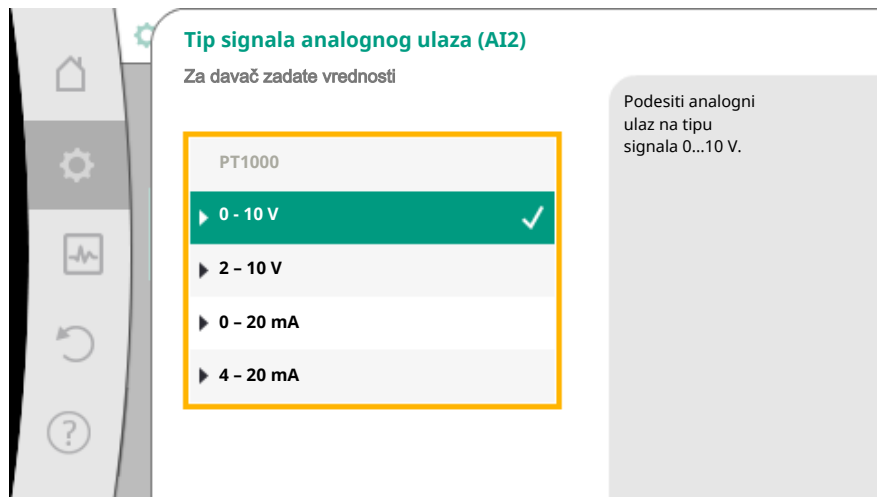 Tip signala analognog ulaza (AI2)
Za davač zadate vrednosti
PT1000
0 - 10 V
2 – 10 V
0 – 20 mA
4 – 20 mA
Podesiti analogni
ulaz na tipu
signala 0...10 V.
?